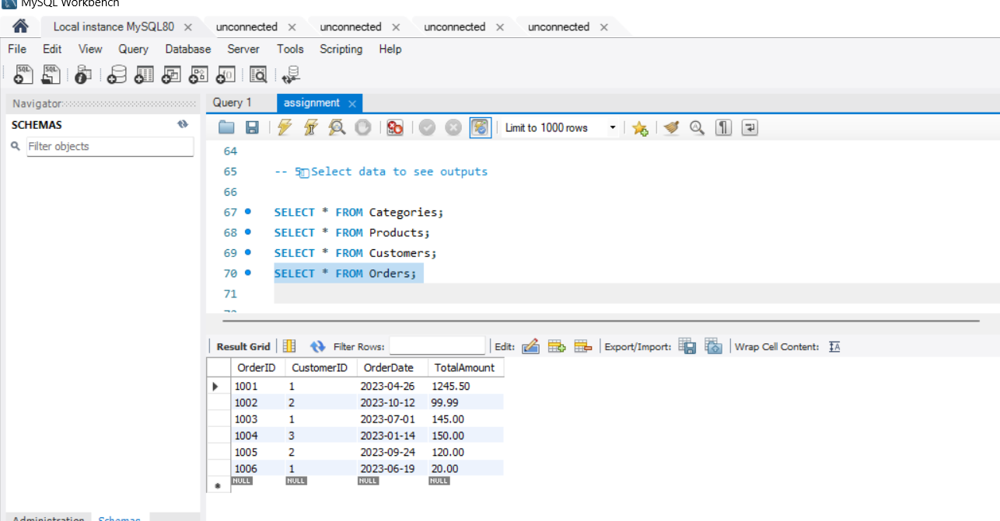 MySQL Workbench
Local instance MySQL80 unconnected unconnected unconnected unconnected
File Edit View Query Database Server Tools Scripting Help
Navigator
SCHEMAS
Filter objects
Query 1 assignment
Limit to 1000 rows
64
65 -- 5 Select data to see outputs
66
67 SELECT * FROM Categories;
68 SELECT * FROM Products;
69 SELECT * FROM Customers;
70 SELECT * FROM Orders;
71
72
Result Grid Filter Rows: Edit: Export/Import: Wrap Cell Content:
OrderID CustomerID OrderDate TotalAmount
1001 1 2023-04-26 1245.50
1002 2 2023-10-12 99.99
1003 1 2023-07-01 145.00
1004 3 2023-01-14 150.00
1005 2 2023-09-24 120.00
1006 1 2023-06-19 20.00
NULL NULL NULL NULL
Administration Schemas